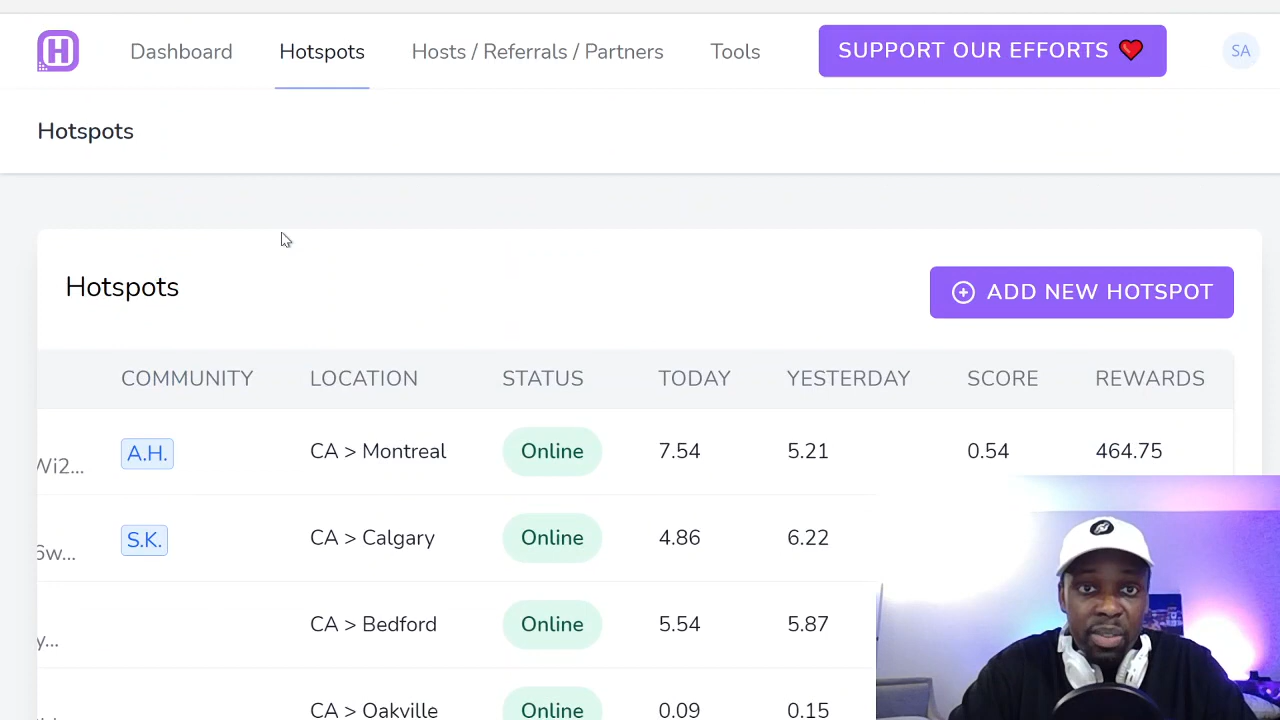 H Dashboard Hotspots Hosts / Referrals / Partners Tools SUPPORT OUR EFFORTS ❤️ SA
Hotspots
Hotspots
ADD NEW HOTSPOT
COMMUNITY LOCATION STATUS TODAY YESTERDAY SCORE REWARDS
Wi2... A.H. CA > Montreal Online 7.54 5.21 0.54 464.75
6w... S.K. CA > Calgary Online 4.86 6.22
y... CA > Bedford Online 5.54 5.87
CA > Oakville Online 0.09 0.15